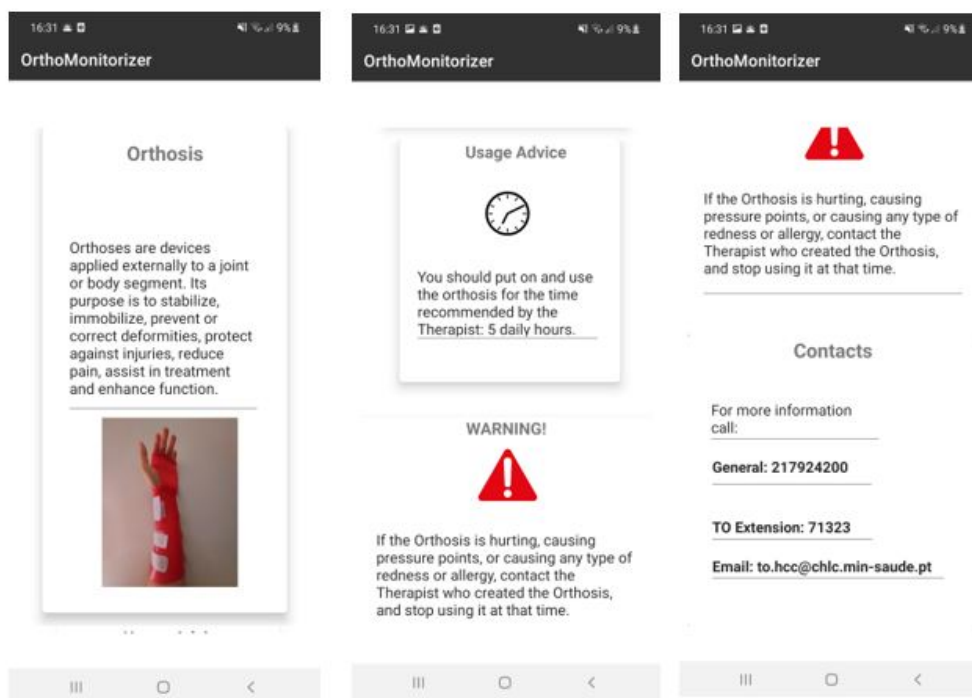 16:31
9%
OrthoMonitorizer
Orthosis
Orthoses are devices
applied externally to a joint
or body segment. Its
purpose is to stabilize,
immobilize, prevent or
correct deformities, protect
against injuries, reduce
pain, assist in treatment
and enhance function.
16:31
9%
OrthoMonitorizer
Usage Advice
You should put on and use
the orthosis for the time
recommended by the
Therapist: 5 daily hours.
WARNING!
If the Orthosis is hurting, causing
pressure points, or causing any type of
redness or allergy, contact the
Therapist who created the Orthosis,
and stop using it at that time.
16:31
9%
OrthoMonitorizer
If the Orthosis is hurting, causing
pressure points, or causing any type of
redness or allergy, contact the
Therapist who created the Orthosis,
and stop using it at that time.
Contacts
For more information
call:
General: 217924200
TO Extension: 71323
Email: to.hcc@chlc.min-saude.pt